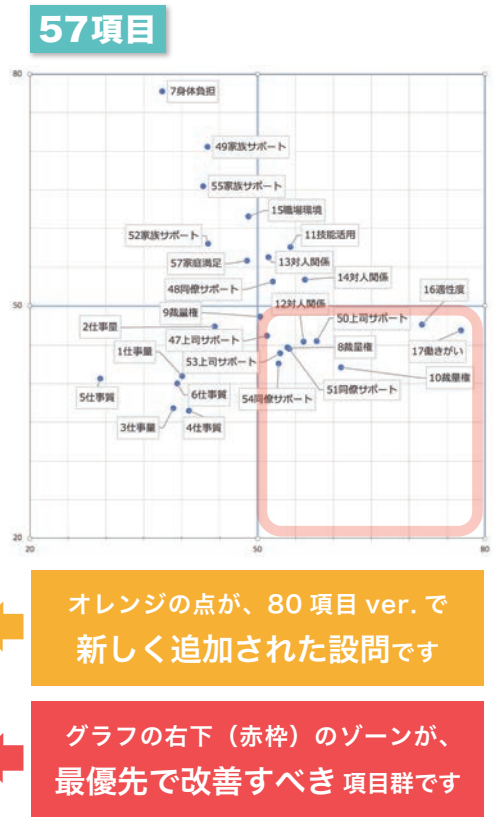 57項目
80
7身体負担
49家族サポート
55家族サポート
15職場環境
52家族サポート
11技能活用
57家庭満足
13対人関係
48同僚サポート
14対人関係
16適性度
50
9裁量権
12対人関係
50上司サポート
2仕事量
47上司サポート
8裁量権
17働きがい
1仕事量
53上司サポート
10裁量権
5仕事質
6仕事質
54同僚サポート
51同僚サポート
3仕事量
4仕事質
20
20
50
80
オレンジの点が、80 項目 ver. で
新しく追加された設問です
グラフの右下（赤枠）のゾーンが、
最優先で改善すべき 項目群です